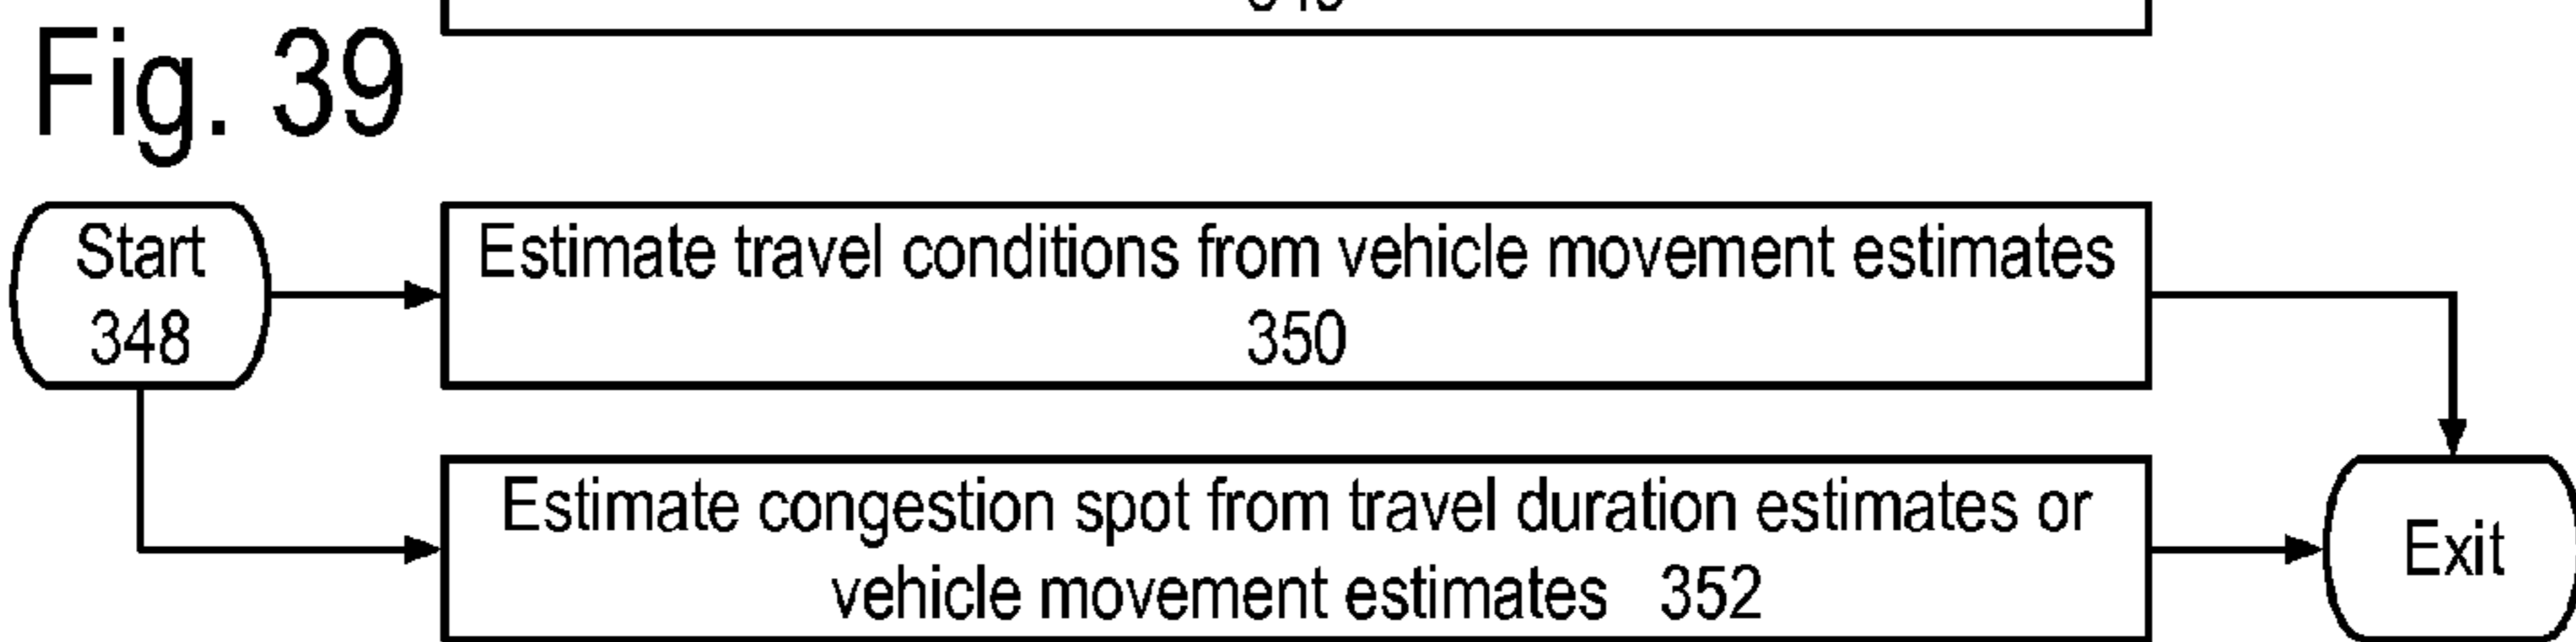 Fig. 39
Start
348
Estimate travel conditions from vehicle movement estimates
350
Estimate congestion spot from travel duration estimates or
vehicle movement estimates 352
Exit